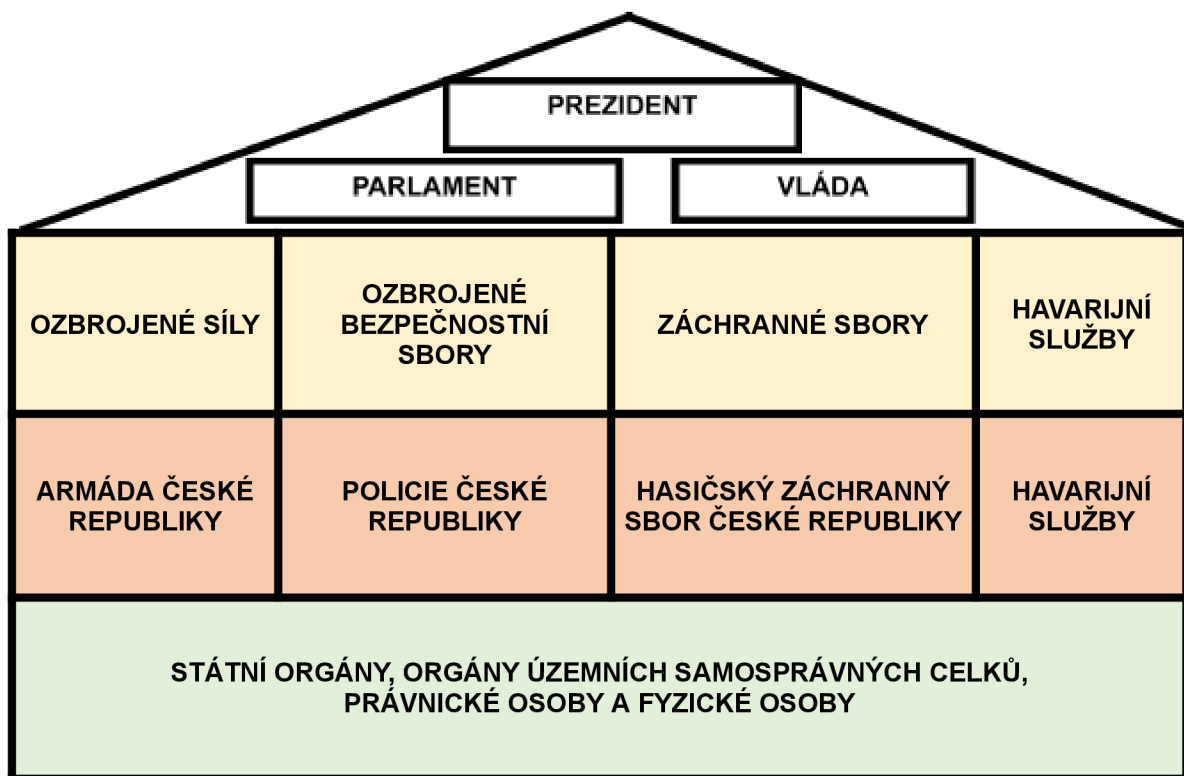 PREZIDENT
PARLAMENT
VLÁDA
OZBROJENÉ SÍLY
OZBROJENÉ
BEZPEČNOSTNÍ
SBORY
ZÁCHRANNÉ SBORY
HAVARIJNÍ
SLUŽBY
ARMÁDA ČESKÉ
REPUBLIKY
POLICIE ČESKÉ
REPUBLIKY
HASIČSKÝ ZÁCHRANNÝ
SBOR ČESKÉ REPUBLIKY
HAVARIJNÍ
SLUŽBY
STÁTNÍ ORGÁNY, ORGÁNY ÚZEMNÍCH SAMOSPRÁVNÝCH CELKŮ,
PRÁVNICKÉ OSOBY A FYZICKÉ OSOBY